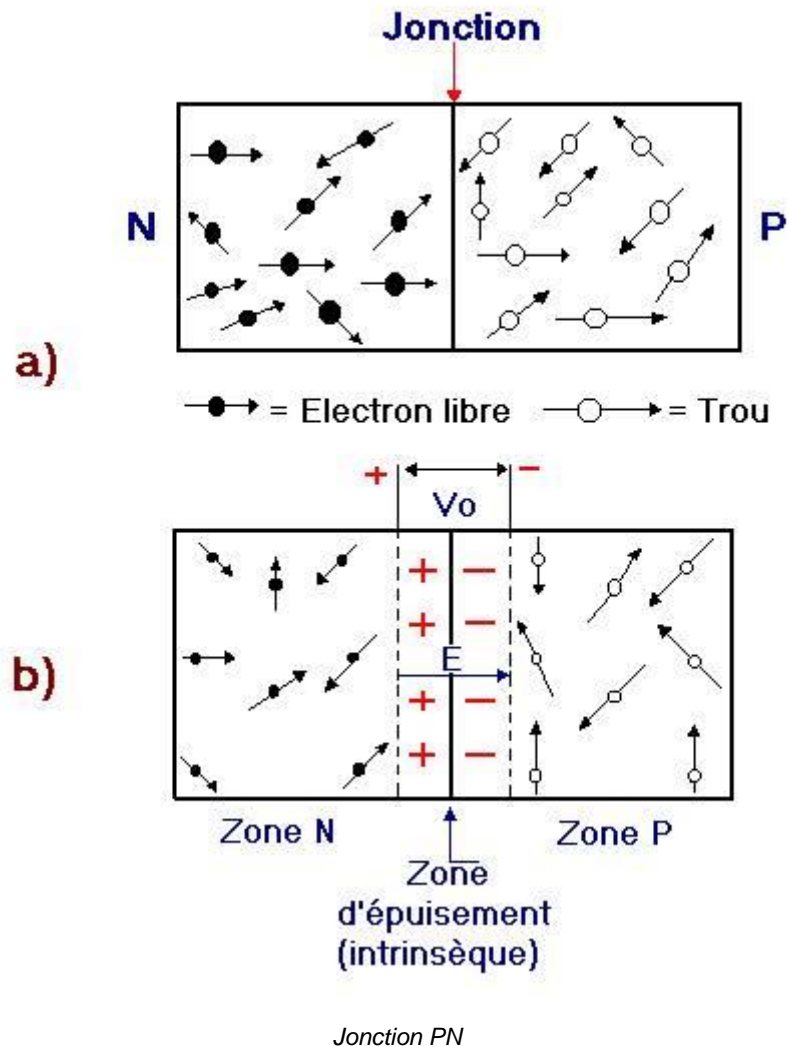 Jonction
N
P
a)
= Electron libre
= Trou
+
−
Vo
+ −
+ −
b)
E
+ −
+ −
Zone N
Zone P
Zone
d'épuisement
(intrinsèque)
Jonction PN